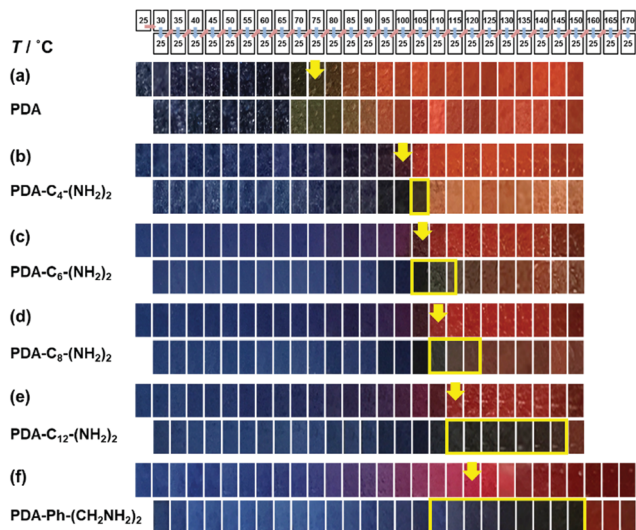 25 30 35 40 45 50 55 60 65 70 75 80 85 90 95 100 105 110 115 120 125 130 135 140 145 150 160 165 170
25 25 25 25 25 25 25 25 25 25 25 25 25 25 25 25 25 25 25 25 25 25 25 25 25 25 25 25
T / ˚C
(a)
PDA
(b)
PDA-C₄-(NH₂)₂
(c)
PDA-C₆-(NH₂)₂
(d)
PDA-C₈-(NH₂)₂
(e)
PDA-C₁₂-(NH₂)₂
(f)
PDA-Ph-(CH₂NH₂)₂